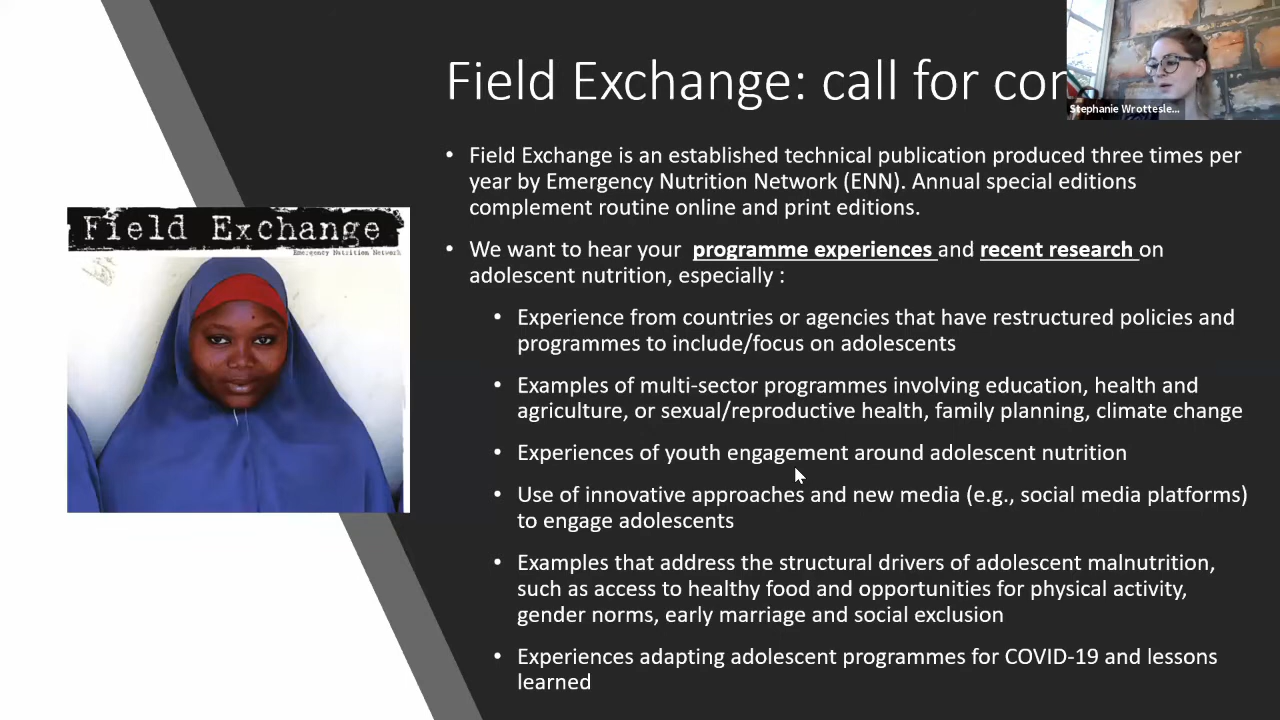 Field Exchange: call for con
Stephanie Wrottesle...
• Field Exchange is an established technical publication produced three times per
year by Emergency Nutrition Network (ENN). Annual special editions
complement routine online and print editions.
Field Exchange
Emergency Nutrition Network
• We want to hear your programme experiences and recent research on
adolescent nutrition, especially :
• Experience from countries or agencies that have restructured policies and
programmes to include/focus on adolescents
• Examples of multi-sector programmes involving education, health and
agriculture, or sexual/reproductive health, family planning, climate change
• Experiences of youth engagement around adolescent nutrition
• Use of innovative approaches and new media (e.g., social media platforms)
to engage adolescents
• Examples that address the structural drivers of adolescent malnutrition,
such as access to healthy food and opportunities for physical activity,
gender norms, early marriage and social exclusion
• Experiences adapting adolescent programmes for COVID-19 and lessons
learned